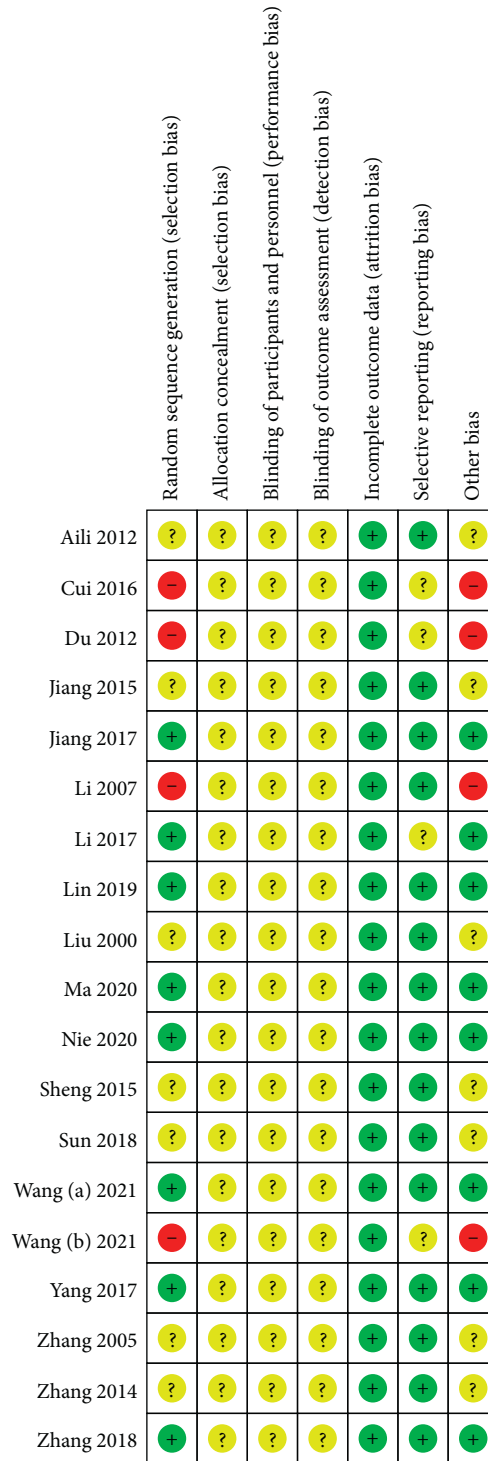 Random sequence generation (selection bias)
Allocation concealment (selection bias)
Blinding of participants and personnel (performance bias)
Blinding of outcome assessment (detection bias)
Incomplete outcome data (attrition bias)
Selective reporting (reporting bias)
Other bias
Aili 2012 ? ? ? ? + + ?
Cui 2016 – ? ? ? + ? –
Du 2012 – ? ? ? + ? –
Jiang 2015 ? ? ? ? + + ?
Jiang 2017 + ? ? ? + + +
Li 2007 – ? ? ? + + –
Li 2017 + ? ? ? + ? +
Lin 2019 + ? ? ? + + +
Liu 2000 ? ? ? ? + + ?
Ma 2020 + ? ? ? + + +
Nie 2020 + ? ? ? + + +
Sheng 2015 ? ? ? ? + + ?
Sun 2018 ? ? ? ? + + ?
Wang (a) 2021 + ? ? ? + + +
Wang (b) 2021 – ? ? ? + ? –
Yang 2017 + ? ? ? + + +
Zhang 2005 ? ? ? ? + + ?
Zhang 2014 ? ? ? ? + + ?
Zhang 2018 + ? ? ? + + +